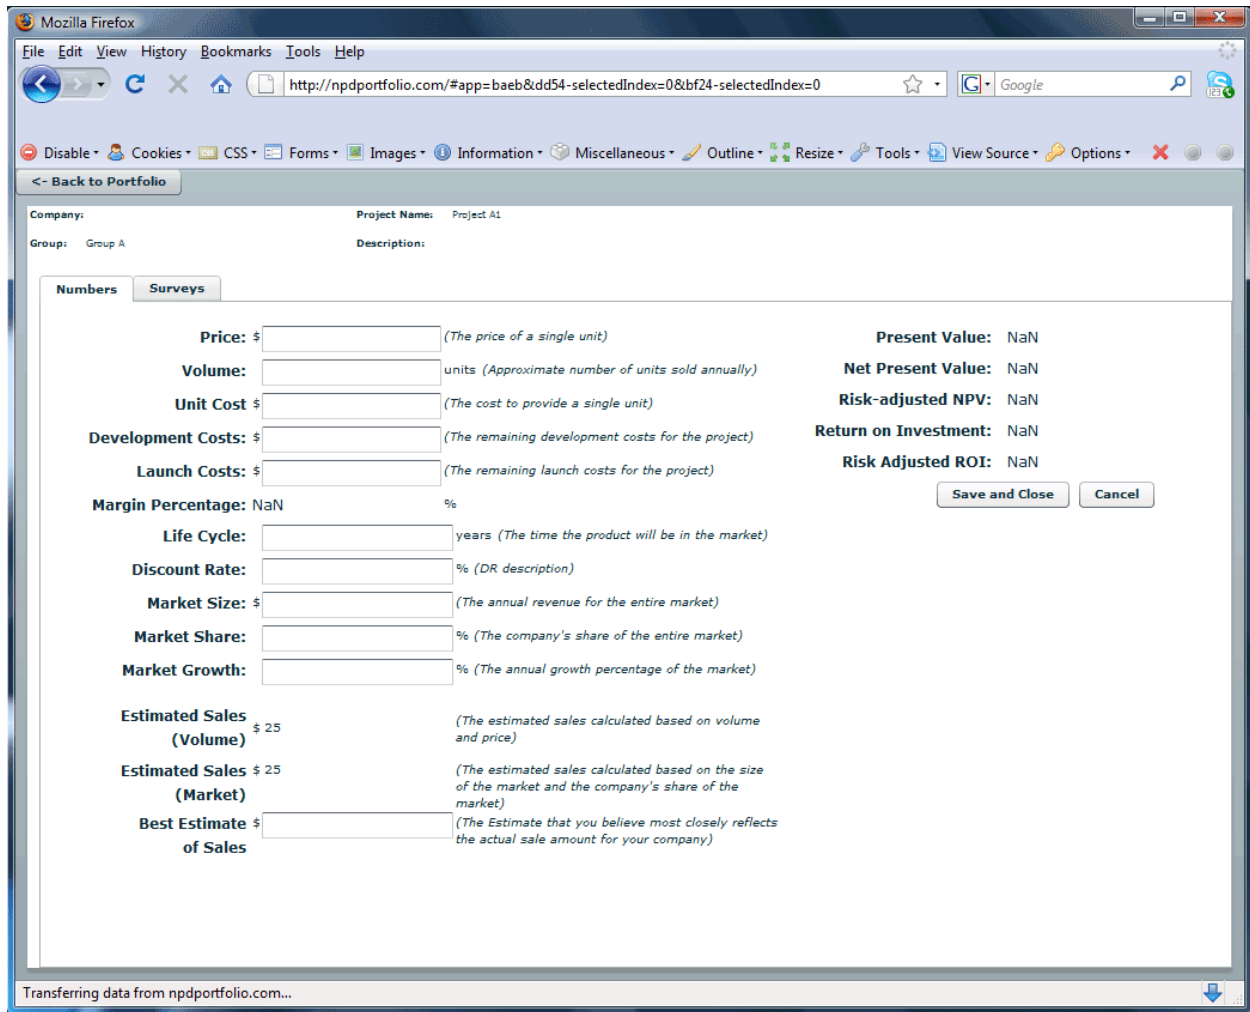 Mozilla Firefox
File Edit View History Bookmarks Tools Help
http://npdportfolio.com/#app=baeb&dd54-selectedIndex=0&bf24-selectedIndex=0
G Google
123
Disable Cookies CSS Forms Images Information Miscellaneous Outline Resize Tools View Source Options
<- Back to Portfolio
Company: Project Name: Project A1
Group: Group A Description:
Numbers Surveys
Price: $ (The price of a single unit) Present Value: NaN
Volume: units (Approximate number of units sold annually) Net Present Value: NaN
Unit Cost $ (The cost to provide a single unit) Risk-adjusted NPV: NaN
Development Costs: $ (The remaining development costs for the project) Return on Investment: NaN
Launch Costs: $ (The remaining launch costs for the project) Risk Adjusted ROI: NaN
Save and Close Cancel
Margin Percentage: NaN %
Life Cycle: years (The time the product will be in the market)
Discount Rate: % (DR description)
Market Size: $ (The annual revenue for the entire market)
Market Share: % (The company's share of the entire market)
Market Growth: % (The annual growth percentage of the market)
Estimated Sales (Volume) $ 25 (The estimated sales calculated based on volume
and price)
Estimated Sales (Market) $ 25 (The estimated sales calculated based on the size
of the market and the company's share of the
market)
Best Estimate of Sales $ (The Estimate that you believe most closely reflects
the actual sale amount for your company)
Transferring data from npdportfolio.com...